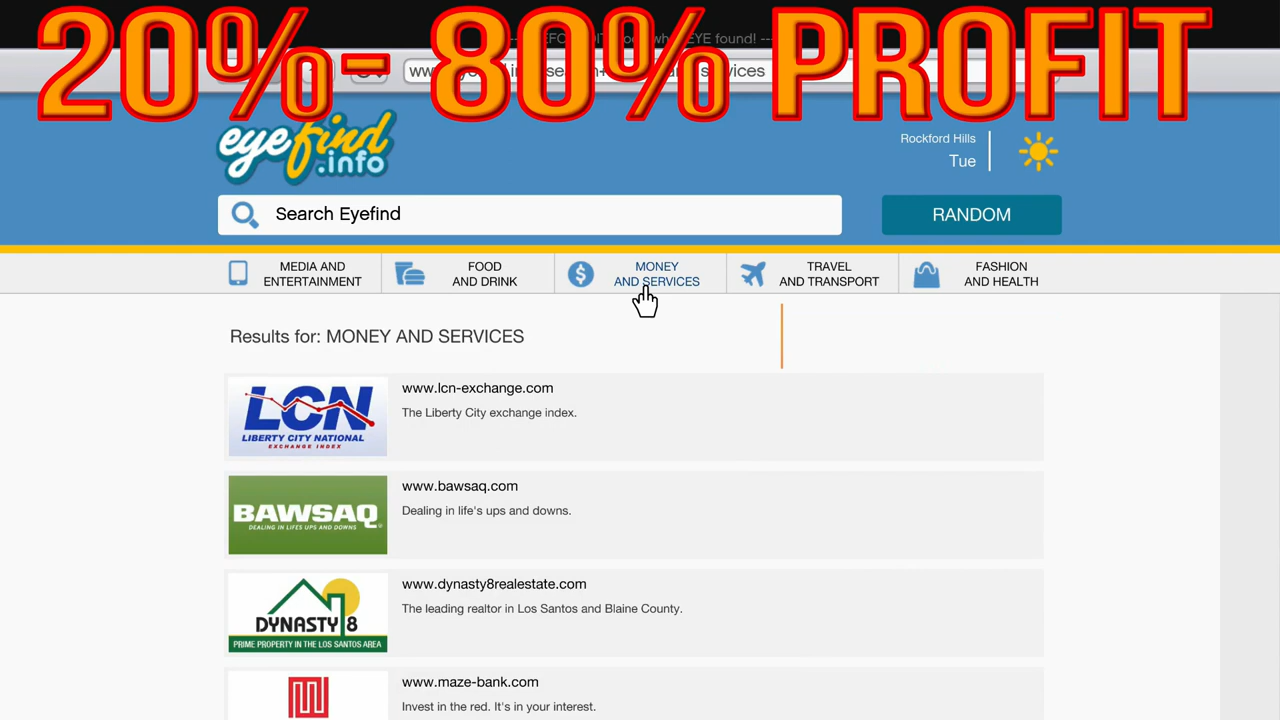 20%- 80% PROFIT
EYE found! ---
eyefind
.info
Rockford Hills
Tue
Search Eyefind
RANDOM
MEDIA AND
ENTERTAINMENT
FOOD
AND DRINK
MONEY
AND SERVICES
TRAVEL
AND TRANSPORT
FASHION
AND HEALTH
Results for: MONEY AND SERVICES
LCN
LIBERTY CITY NATIONAL
EXCHANGE INDEX
www.lcn-exchange.com
The Liberty City exchange index.
BAWSAQ
DEALING IN LIFES UPS AND DOWNS
www.bawsaq.com
Dealing in life's ups and downs.
DYNASTY 8
PRIME PROPERTY IN THE LOS SANTOS AREA
www.dynasty8realestate.com
The leading realtor in Los Santos and Blaine County.
www.maze-bank.com
Invest in the red. It's in your interest.